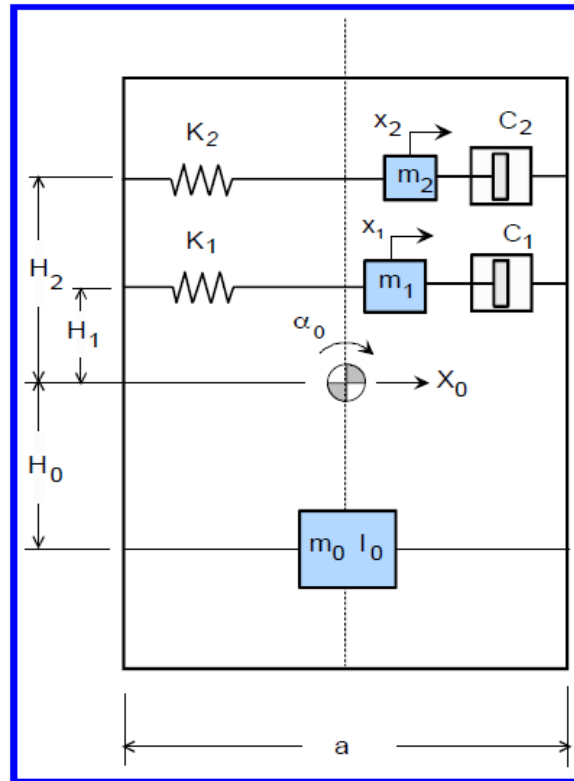 K₂
x₂
C₂
m₂
H₂
K₁
x₁
C₁
m₁
H₁
α₀
X₀
H₀
m₀ I₀
a